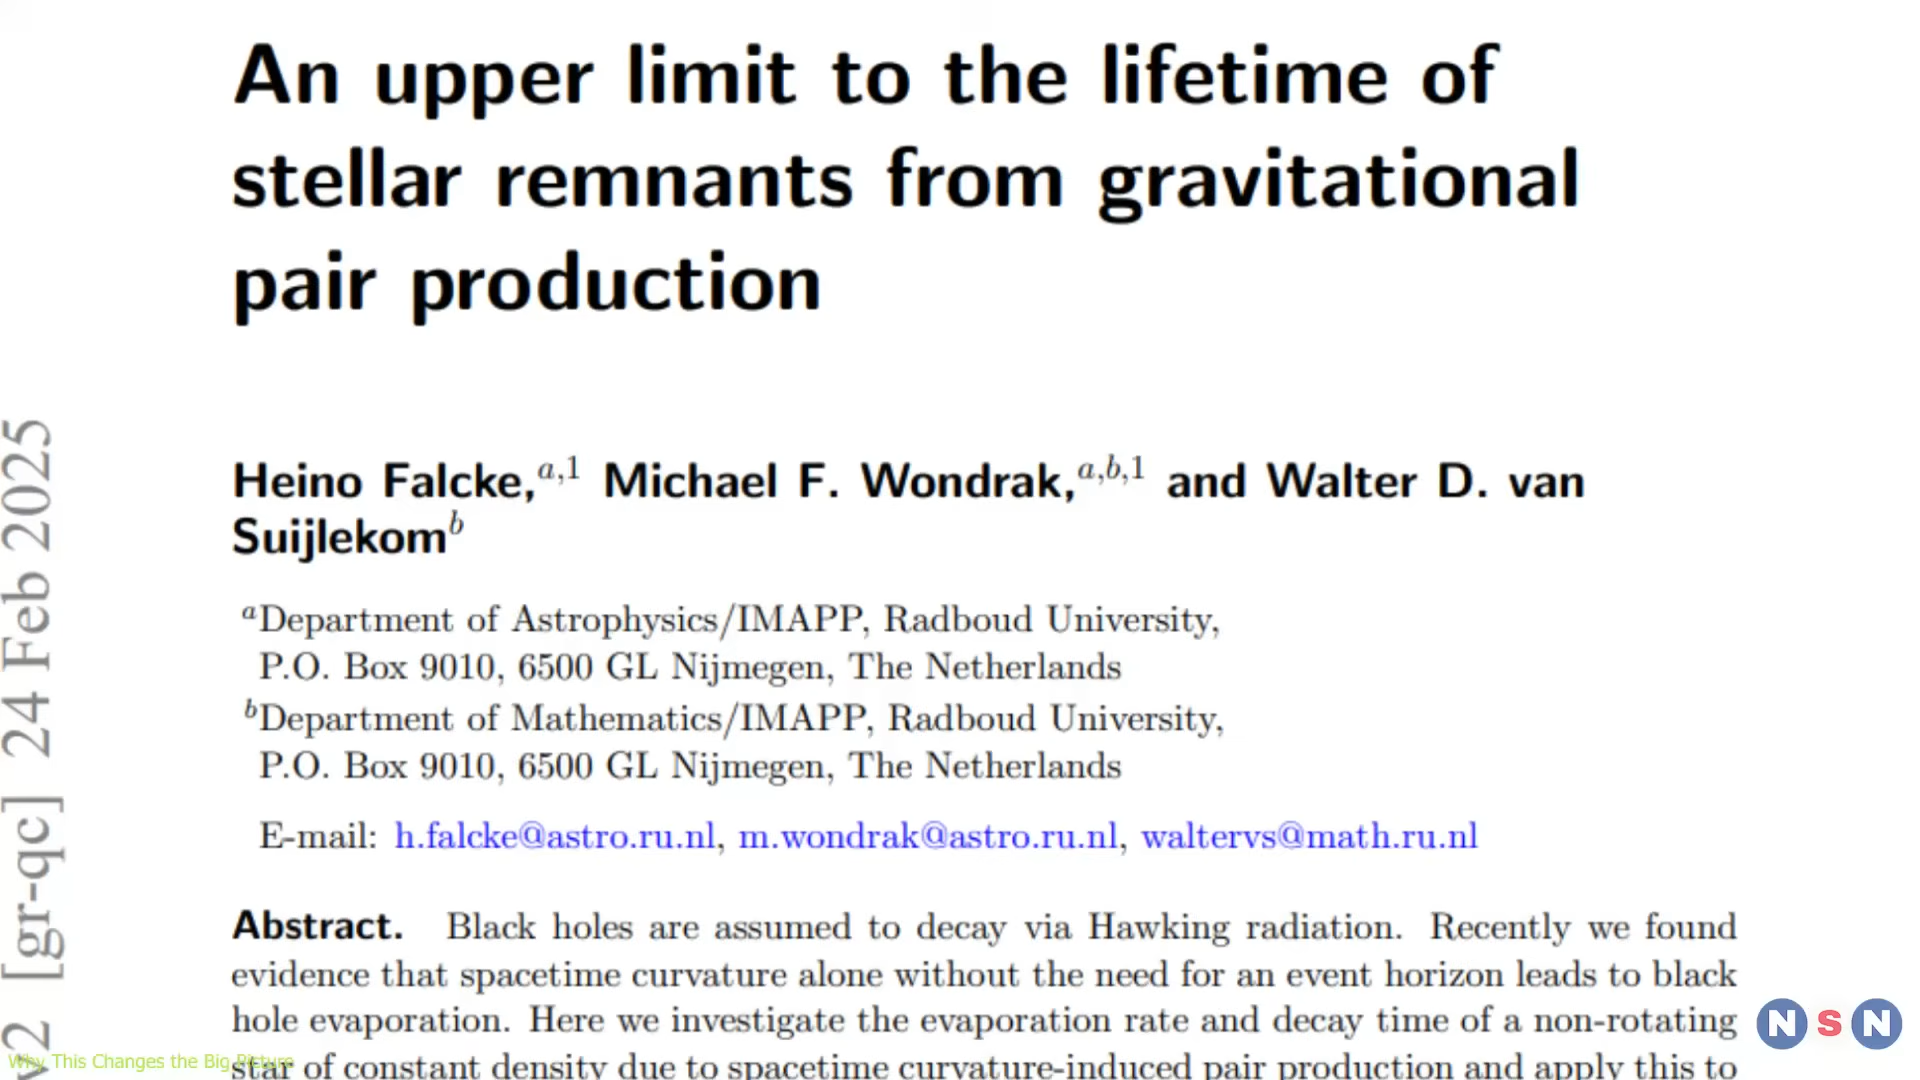 An upper limit to the lifetime of
stellar remnants from gravitational
pair production
Heino Falcke,a,1 Michael F. Wondrak,a,b,1 and Walter D. van
Suijlekomb
aDepartment of Astrophysics/IMAPP, Radboud University,
P.O. Box 9010, 6500 GL Nijmegen, The Netherlands
bDepartment of Mathematics/IMAPP, Radboud University,
P.O. Box 9010, 6500 GL Nijmegen, The Netherlands
E-mail: h.falcke@astro.ru.nl, m.wondrak@astro.ru.nl, waltervs@math.ru.nl
Abstract. Black holes are assumed to decay via Hawking radiation. Recently we found
evidence that spacetime curvature alone without the need for an event horizon leads to black
hole evaporation. Here we investigate the evaporation rate and decay time of a non-rotating
star of constant density due to spacetime curvature-induced pair production and apply this to
v2 [gr-qc] 24 Feb 2025
Why This Changes the Big Picture
N S N